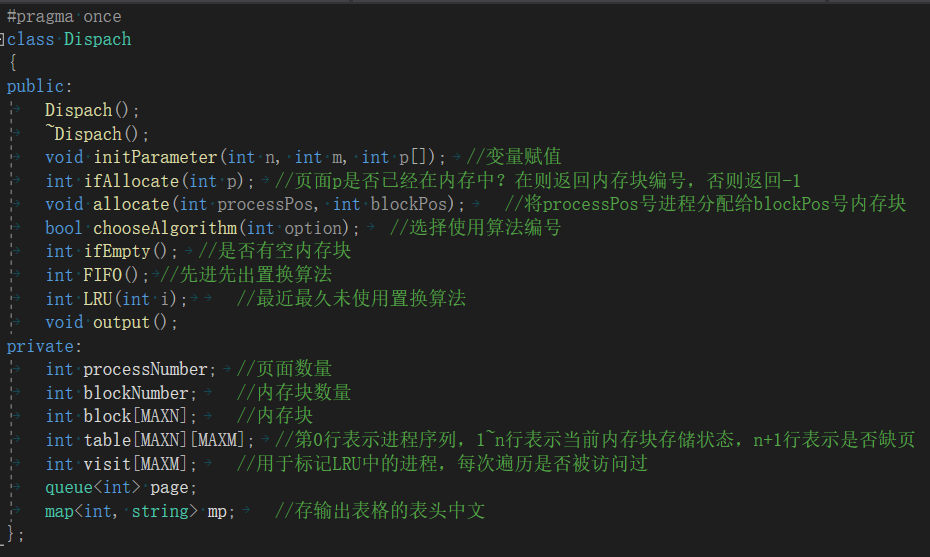 #pragma once
class Dispach
{
public:
Dispach();
~Dispach();
void initParameter(int n, int m, int p[]); //变量赋值
int ifAllocate(int p); //页面p是否已经在内存中? 在则返回内存块编号, 否则返回-1
void allocate(int processPos, int blockPos); //将processPos号进程分配给blockPos号内存块
bool chooseAlgorithm(int option); //选择使用算法编号
int ifEmpty(); //是否有空内存块
int FIFO(); //先进先出置换算法
int LRU(int i); //最近最久未使用置换算法
void output();
private:
int processNumber; //页面数量
int blockNumber; //内存块数量
int block[MAXN]; //内存块
int table[MAXN][MAXM]; //第0行表示进程序列, 1~n行表示当前内存块存储状态, n+1行表示是否缺页
int visit[MAXM]; //用于标记LRU中的进程, 每次遍历是否被访问过
queue<int> page;
map<int, string> mp; //存输出表格的表头中文
};